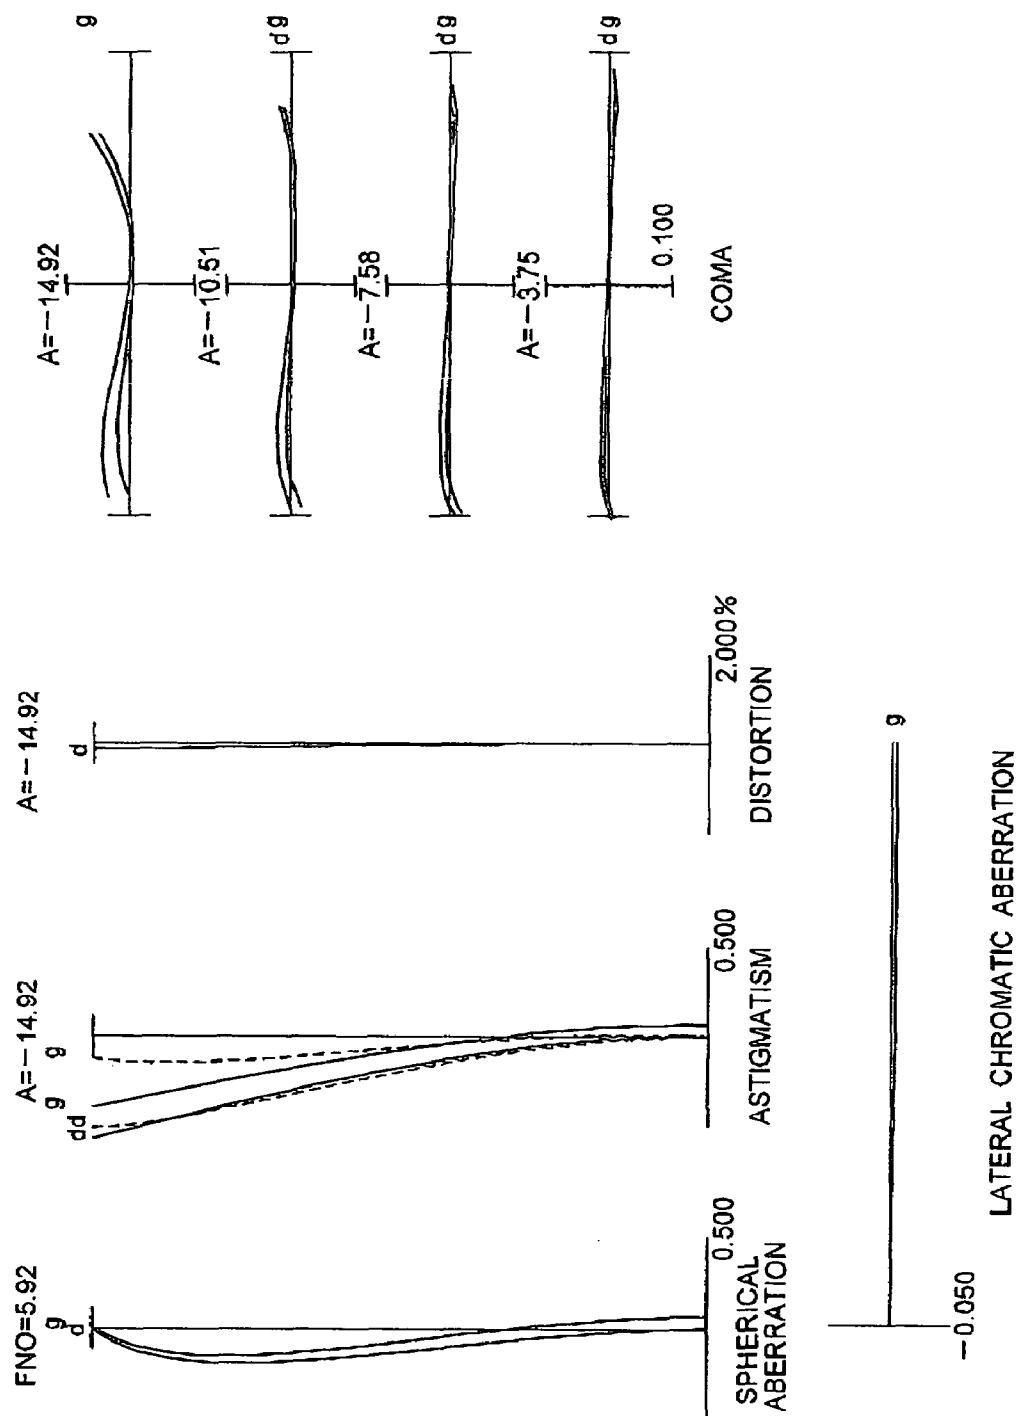 FNO=5.92
g
d
0.500
SPHERICAL
ABERRATION
A=−14.92
g
g
dd
0.500
ASTIGMATISM
A=−14.92
d
2.000%
DISTORTION
A=−14.92
g
A=−10.51
dg
A=−7.58
dg
A=−3.75
dg
0.100
COMA
g
−0.050
LATERAL CHROMATIC ABERRATION